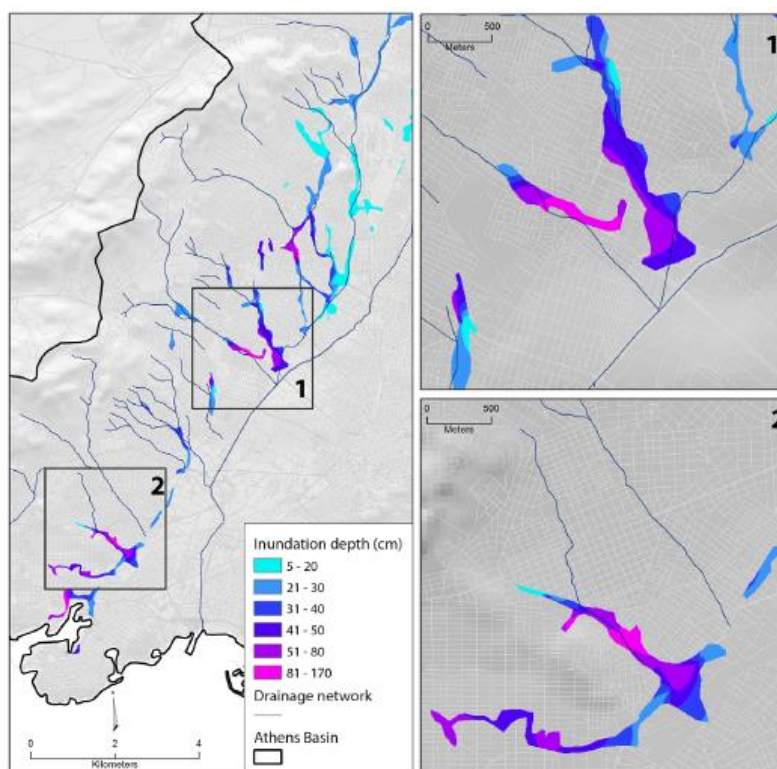 1
2
Inundation depth (cm)
5 - 20
21 - 30
31 - 40
41 - 50
51 - 80
81 - 170
Drainage network
Athens Basin
0 2 4
Kilometers
0 500
Meters
1
0 500
Meters
2